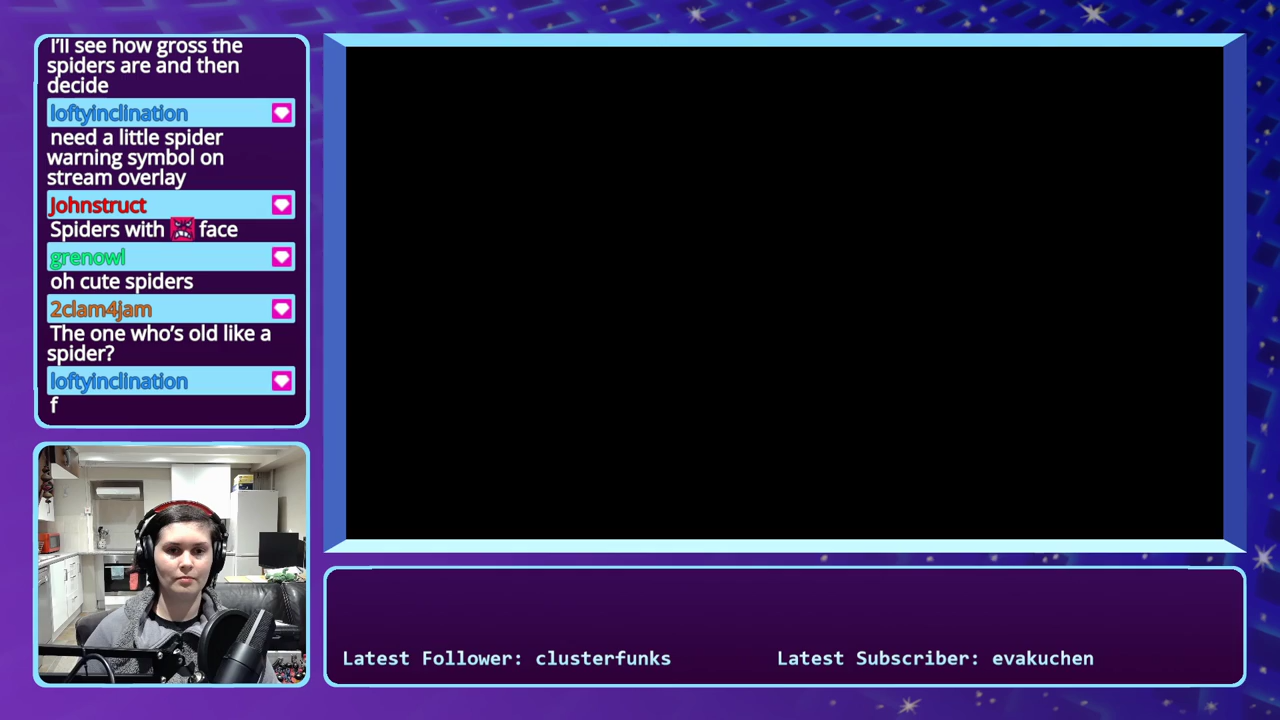 I'll see how gross the
spiders are and then
decide
loftyinclination
need a little spider
warning symbol on
stream overlay
Johnstruct
Spiders with face
grenowl
oh cute spiders
2clam4jam
The one who's old like a
spider?
loftyinclination
f
Latest Follower: clusterfunks
Latest Subscriber: evakuchen